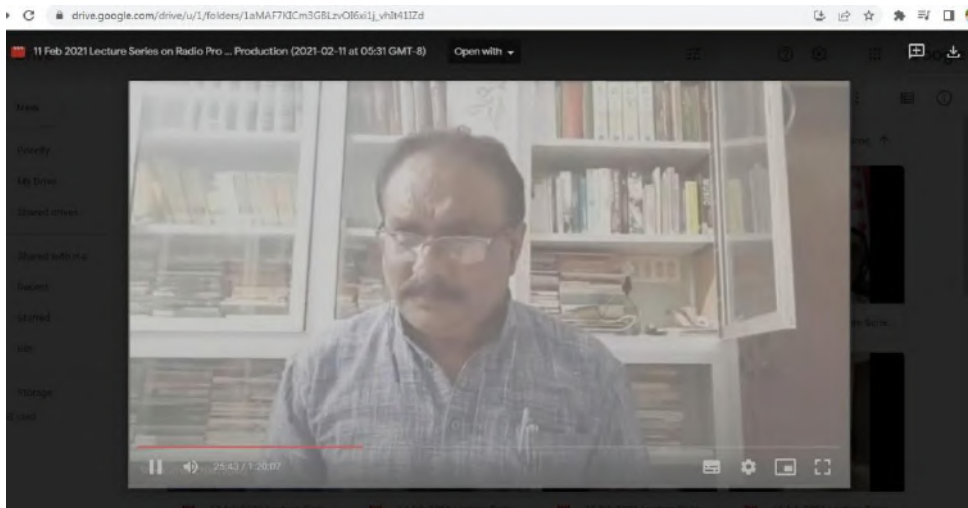 drive.google.com/drive/u/1/folders/1aMAF7KICm3GBLzvOI6xi1j_vhIt41IZd
11 Feb 2021 Lecture Series on Radio Pro ... Production (2021-02-11 at 05:31 GMT-8)
Open with
New
Priority
My Drive
Shared drives
Shared with me
Recent
Starred
Storage
25:43 / 1:20:07